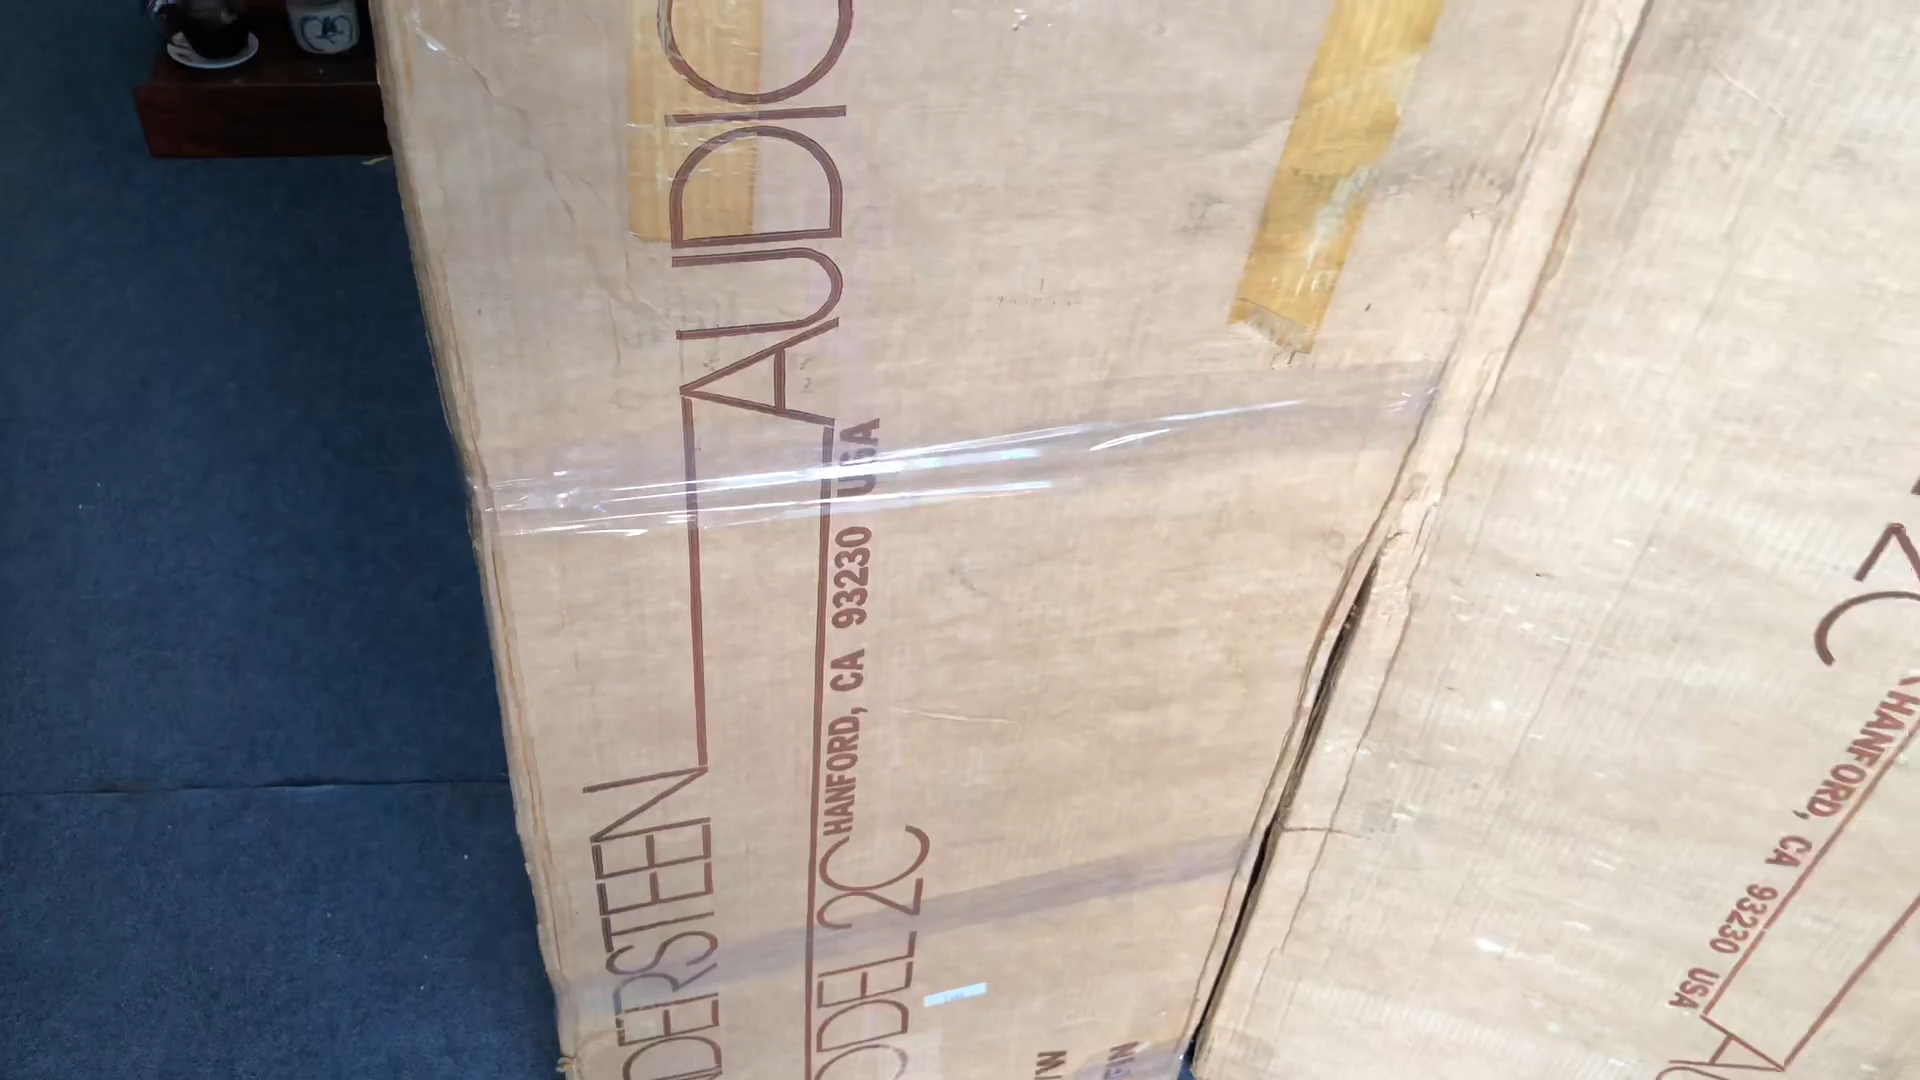 DERSTEEN AUDIO
HANFORD, CA 93230 USA
ODEL 2C
2C
HANFORD, CA 93230 USA
A